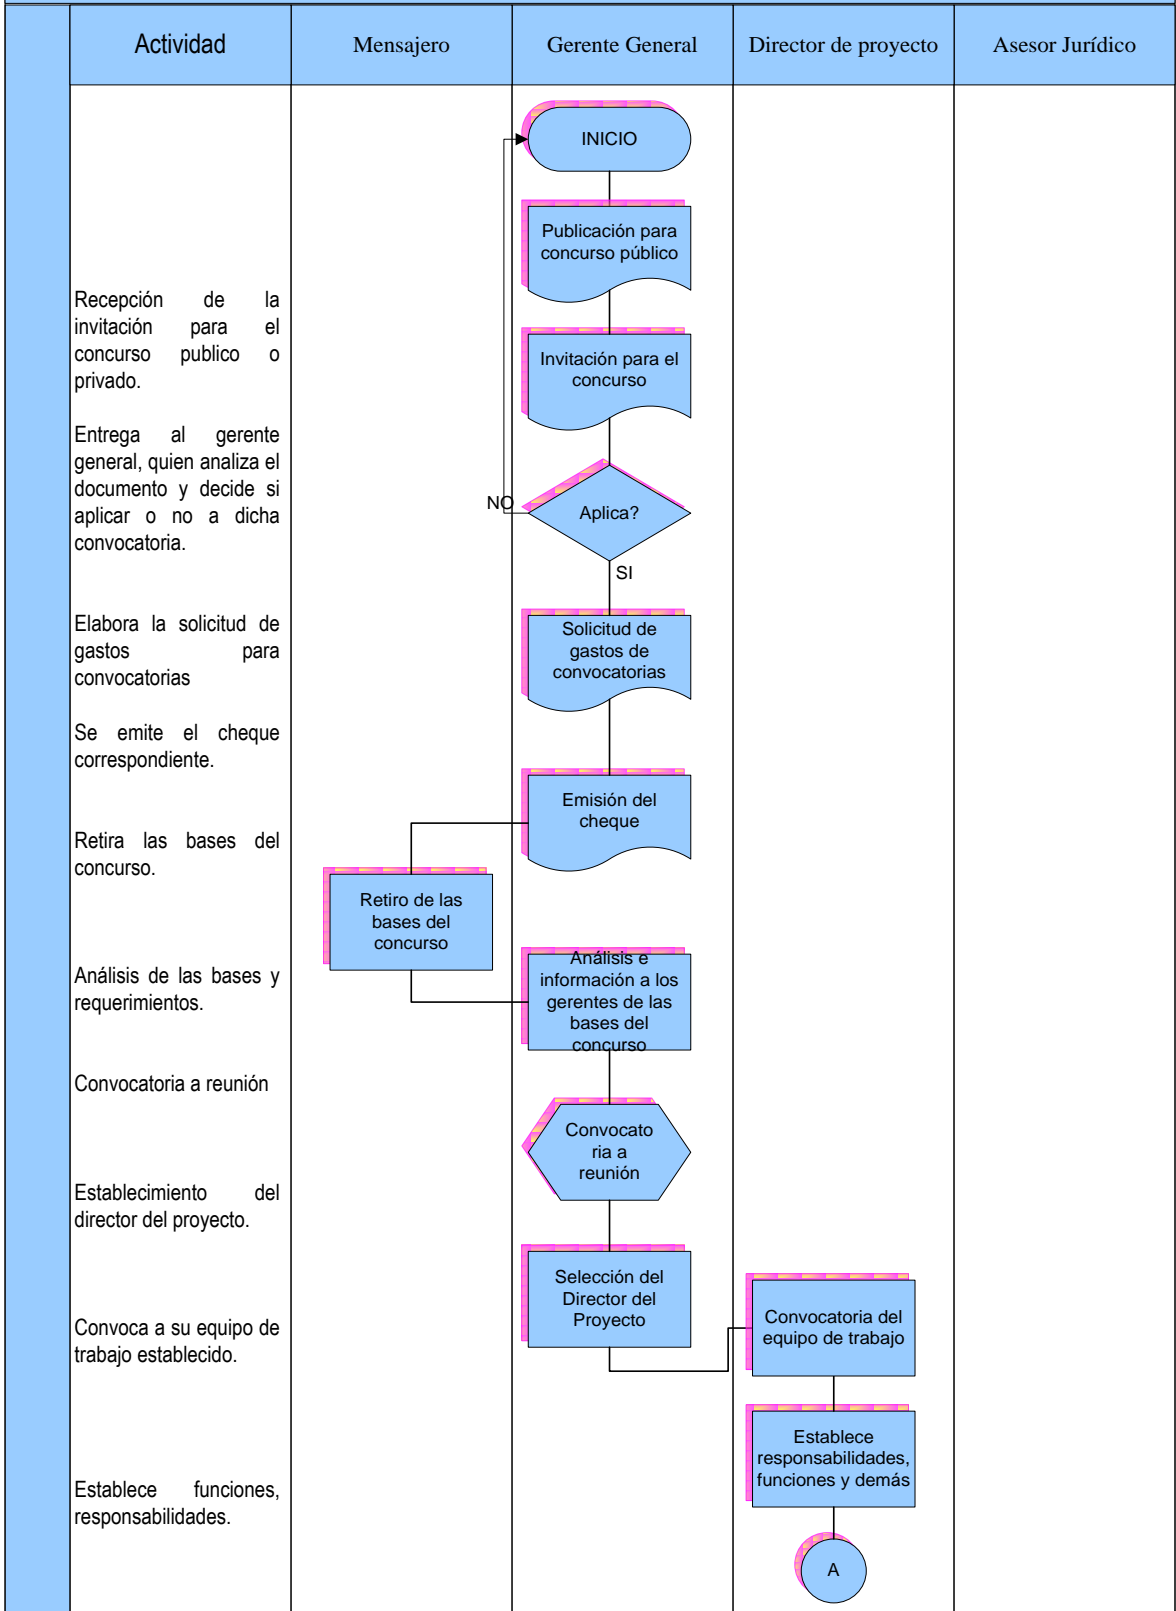 Actividad
Mensajero
Gerente General
Director de proyecto
Asesor Jurídico
INICIO
Publicación para
concurso público
Recepción de la
invitación para el
concurso publico o
privado.
Invitación para el
concurso
Entrega al gerente
general, quien analiza el
documento y decide si
aplicar o no a dicha
convocatoria.
NO
Aplica?
SI
Elabora la solicitud de
gastos para
convocatorias
Solicitud de
gastos de
convocatorias
Se emite el cheque
correspondiente.
Emisión del
cheque
Retira las bases del
concurso.
Retiro de las
bases del
concurso
Análisis de las bases y
requerimientos.
Análisis e
información a los
gerentes de las
bases del
concurso
Convocatoria a reunión
Convocato
ria a
reunión
Establecimiento del
director del proyecto.
Selección del
Director del
Proyecto
Convoca a su equipo de
trabajo establecido.
Convocatoria del
equipo de trabajo
Establece funciones,
responsabilidades.
Establece
responsabilidades,
funciones y demás
A